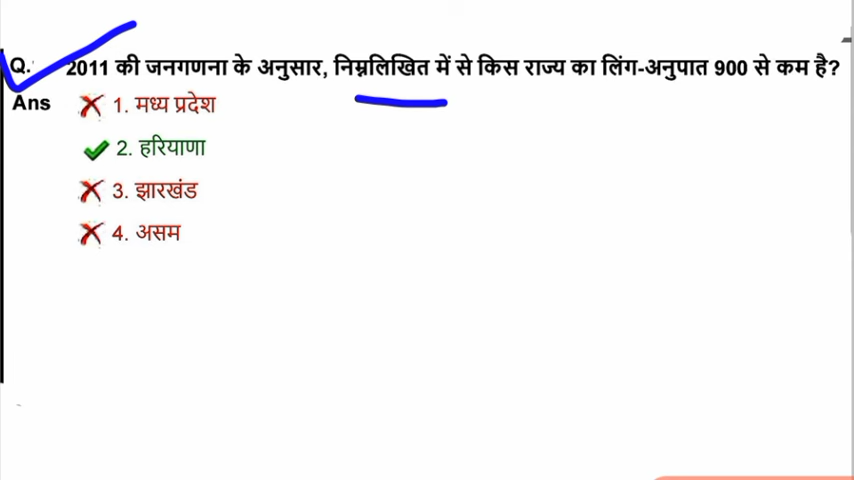 Q. 2011 की जनगणना के अनुसार, निम्नलिखित में से किस राज्य का लिंग-अनुपात 900 से कम है?
Ans 1. मध्य प्रदेश
2. हरियाणा
3. झारखंड
4. असम